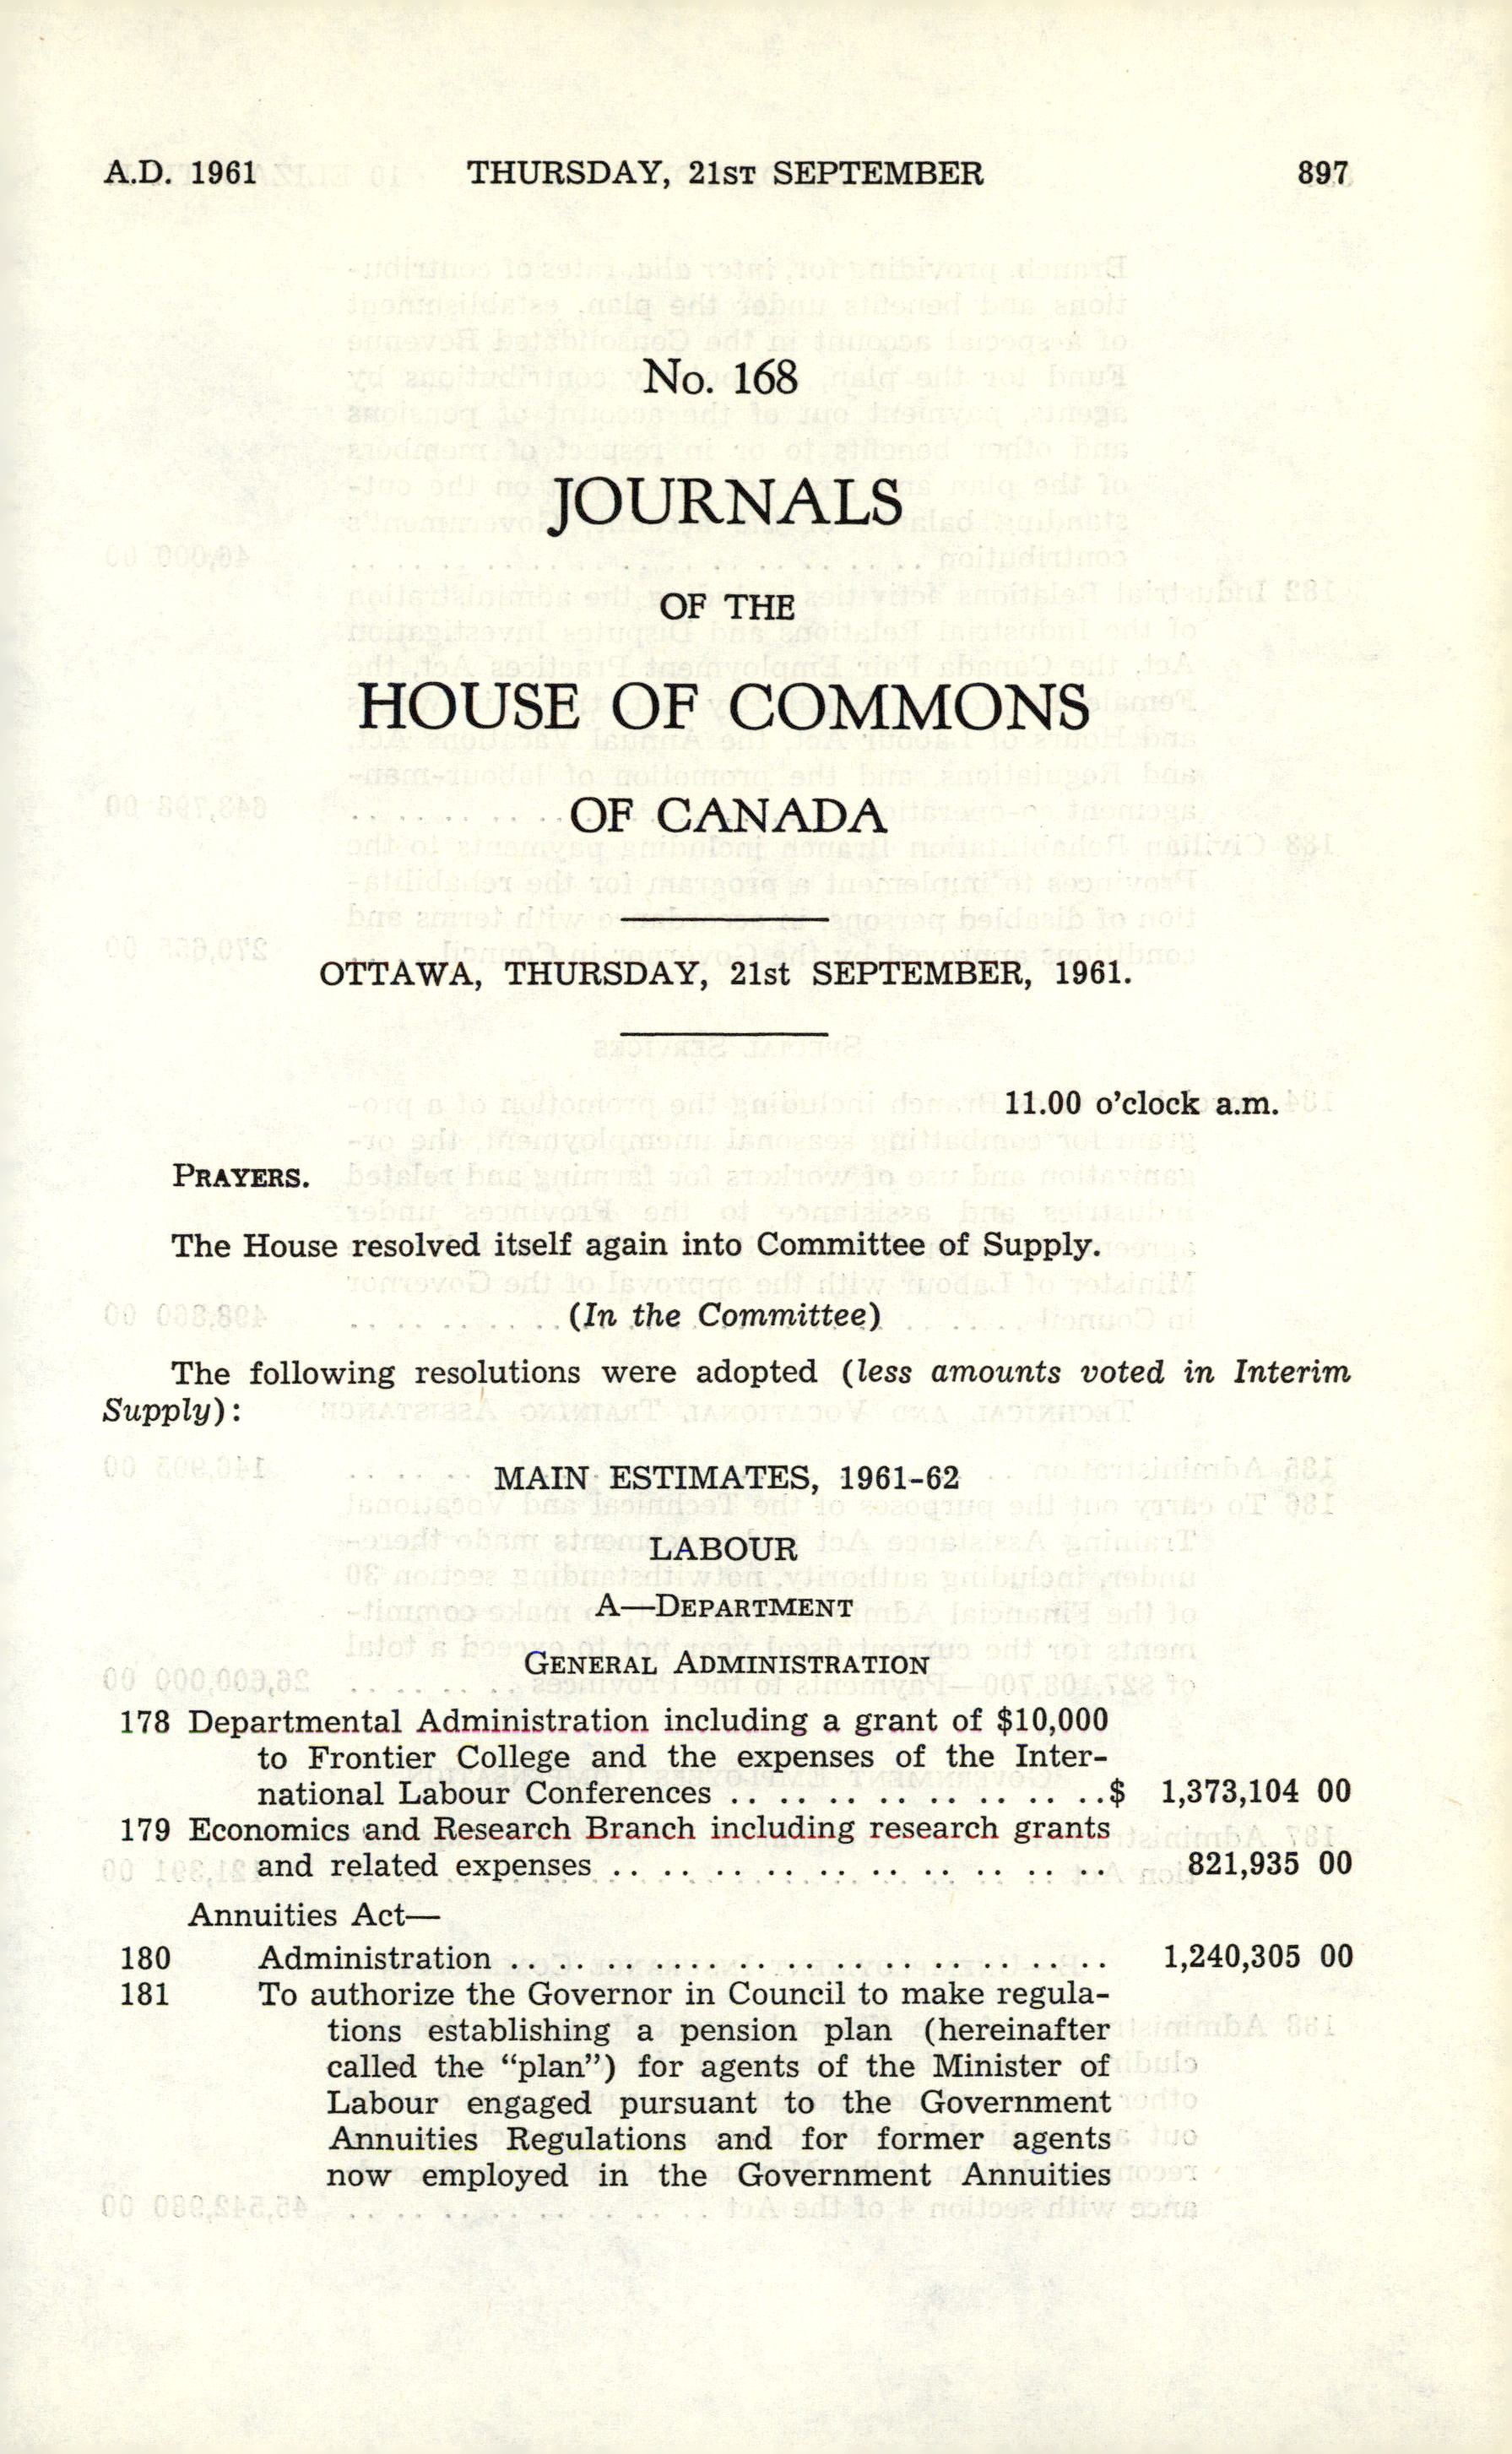 A.D. 1961 THURSDAY, 21ST SEPTEMBER 897
No. 168
JOURNALS
OF THE
HOUSE OF COMMONS
OF CANADA
OTTAWA, THURSDAY, 21st SEPTEMBER, 1961.
11.00 o'clock a.m.
PRAYERS.
The House resolved itself again into Committee of Supply.
(In the Committee)
The following resolutions were adopted (less amounts voted in Interim
Supply):
MAIN ESTIMATES, 1961-62
LABOUR
A—DEPARTMENT
GENERAL ADMINISTRATION
178 Departmental Administration including a grant of $10,000
to Frontier College and the expenses of the Inter-
national Labour Conferences .. .. .. .. .. .. .. ..$ 1,373,104 00
179 Economics and Research Branch including research grants
and related expenses .. .. .. .. .. .. .. .. .. .. 821,935 00
Annuities Act—
180 Administration .. .. .. .. .. .. .. .. .. .. .. .. 1,240,305 00
181 To authorize the Governor in Council to make regula-
tions establishing a pension plan (hereinafter
called the "plan") for agents of the Minister of
Labour engaged pursuant to the Government
Annuities Regulations and for former agents
now employed in the Government Annuities